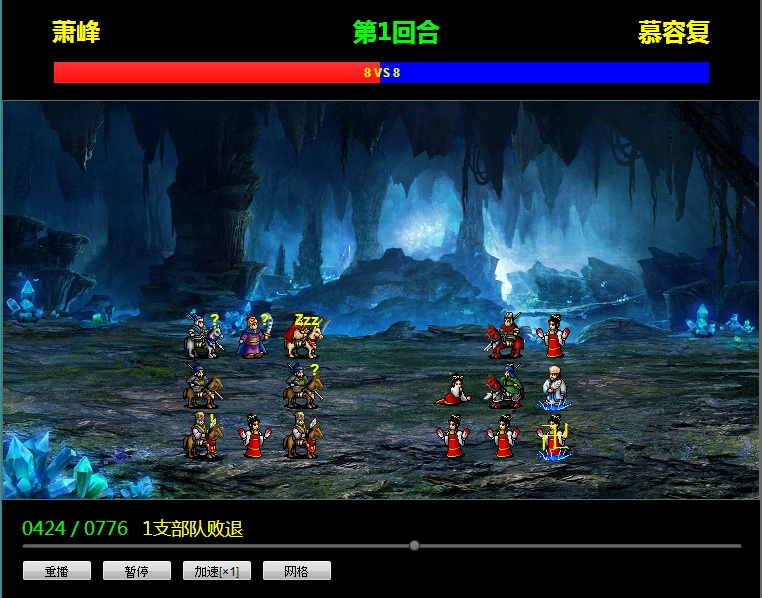 萧峰 第1回合 慕容复
8 VS 8
? ? Zzz
?
!
0424 / 0776 1支部队败退
重播 暂停 加速[×1] 网格